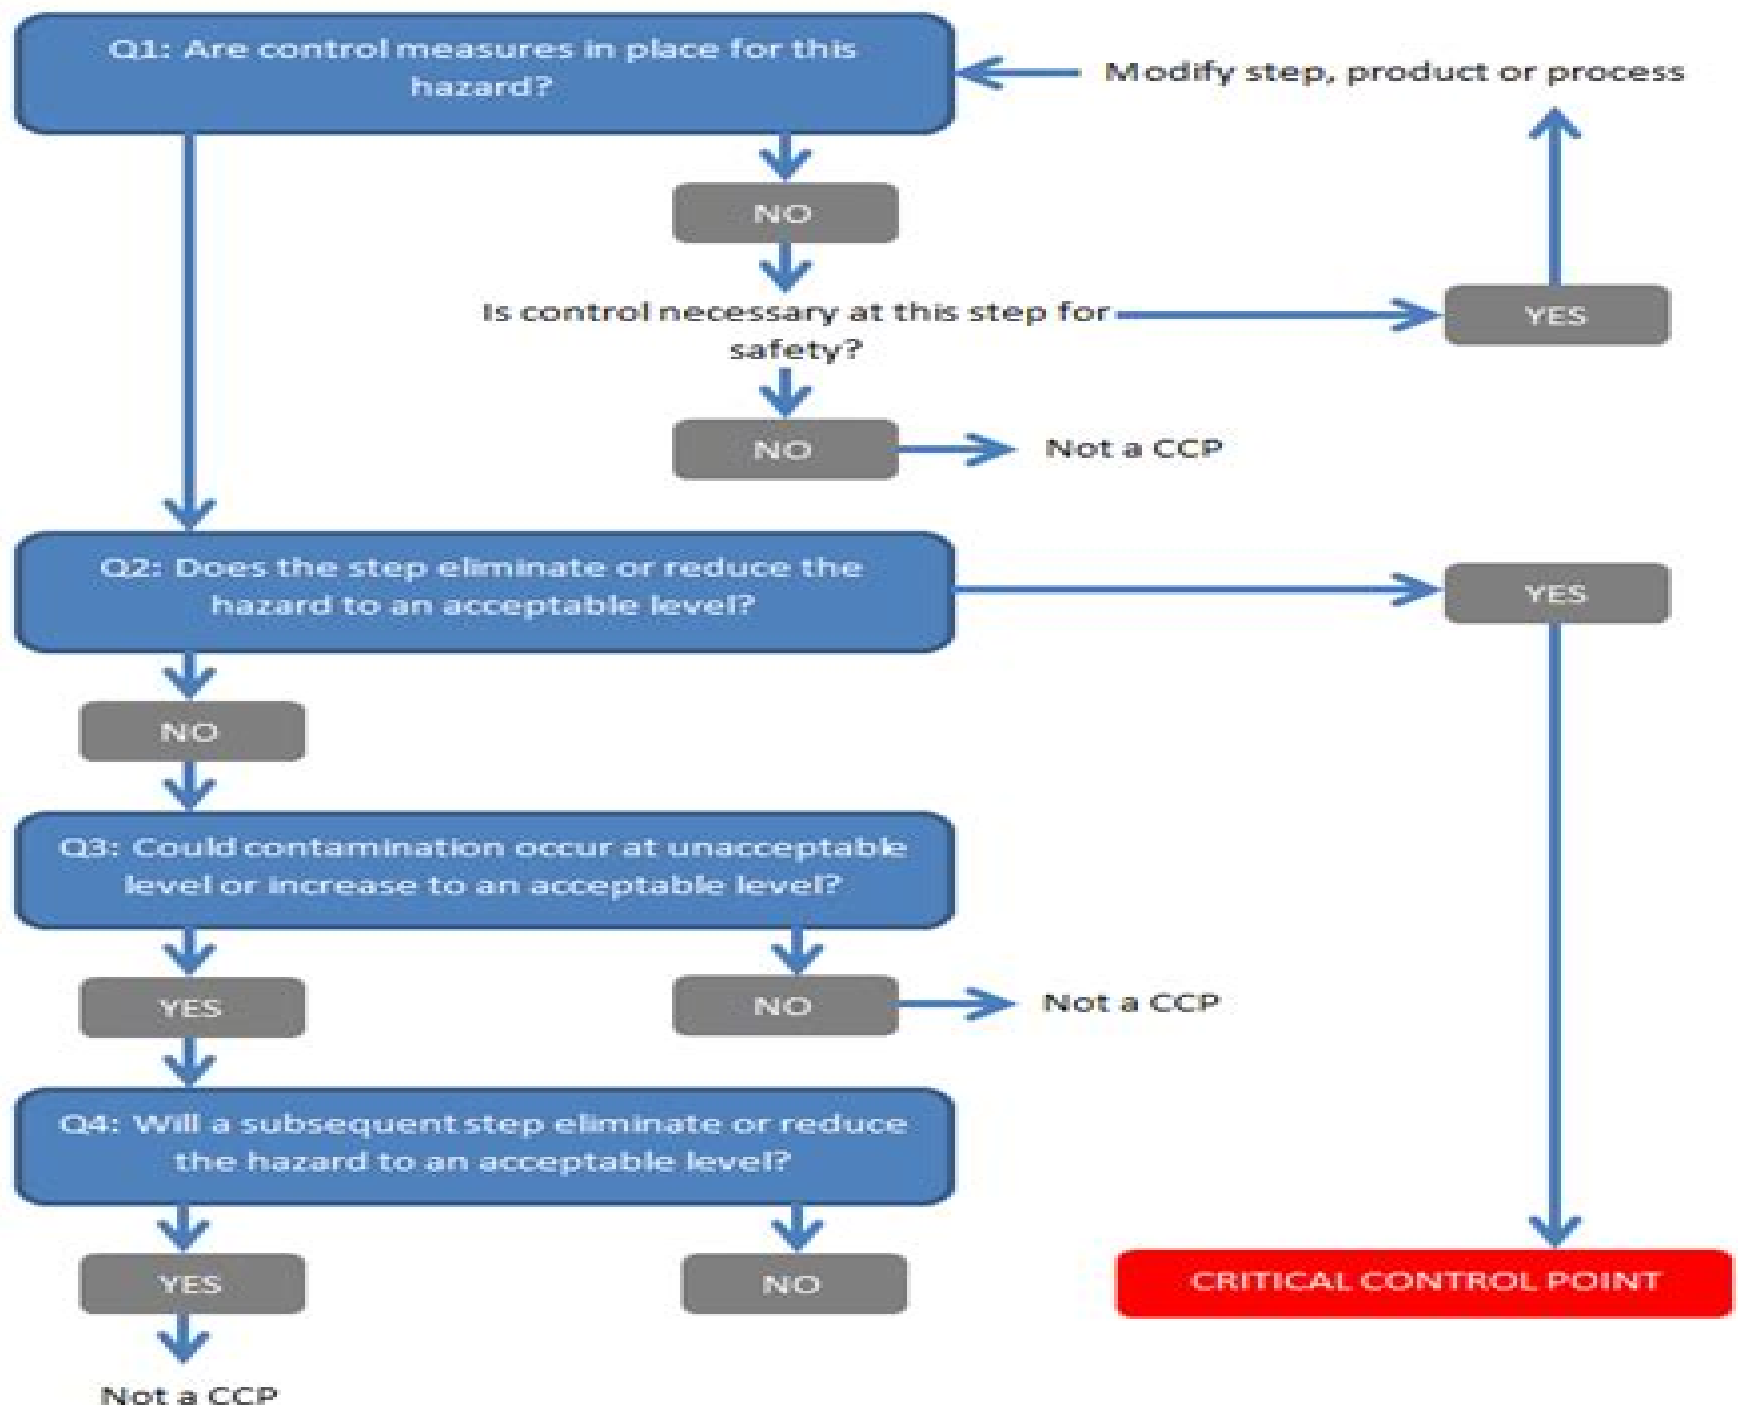 Q1: Are control measures in place for this
hazard?
Modify step, product or process
NO
Is control necessary at this step for
safety?
YES
NO
Not a CCP
Q2: Does the step eliminate or reduce the
hazard to an acceptable level?
YES
NO
Q3: Could contamination occur at unacceptable
level or increase to an acceptable level?
YES
NO
Not a CCP
Q4: Will a subsequent step eliminate or reduce
the hazard to an acceptable level?
YES
NO
CRITICAL CONTROL POINT
Not a CCP